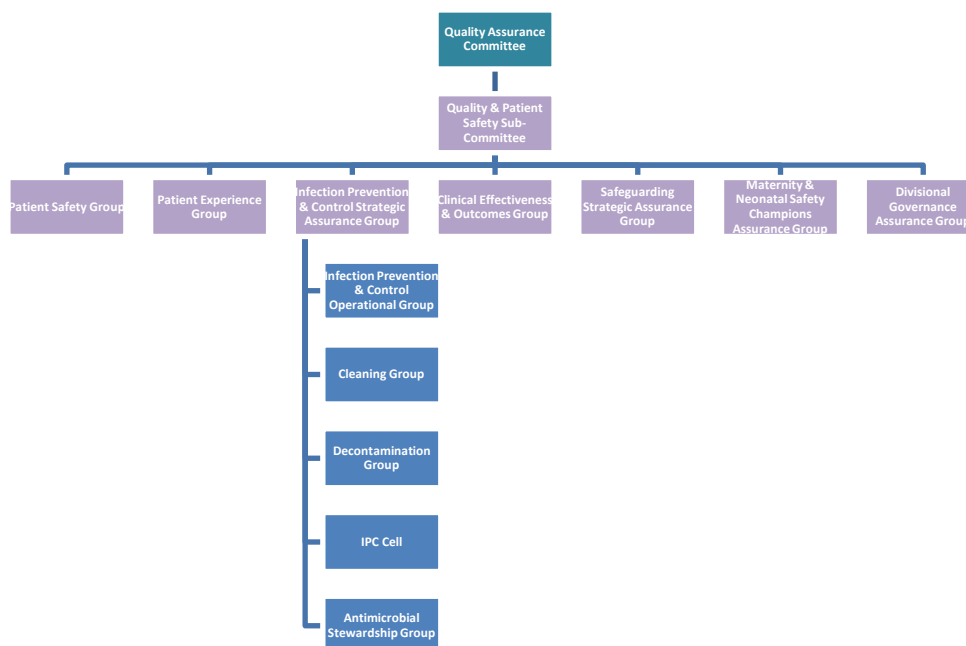 Quality Assurance
Committee
Quality & Patient
Safety Sub-
Committee
Patient Safety Group
Patient Experience
Group
Infection Prevention
& Control Strategic
Assurance Group
Clinical Effectiveness
& Outcomes Group
Safeguarding
Strategic Assurance
Group
Maternity &
Neonatal Safety
Champions
Assurance Group
Divisional
Governance
Assurance Group
Infection Prevention
& Control
Operational Group
Cleaning Group
Decontamination
Group
IPC Cell
Antimicrobial
Stewardship Group